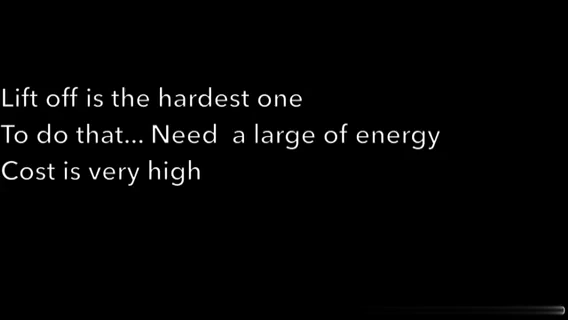 Lift off is the hardest one
To do that... Need  a large of energy
Cost is very high